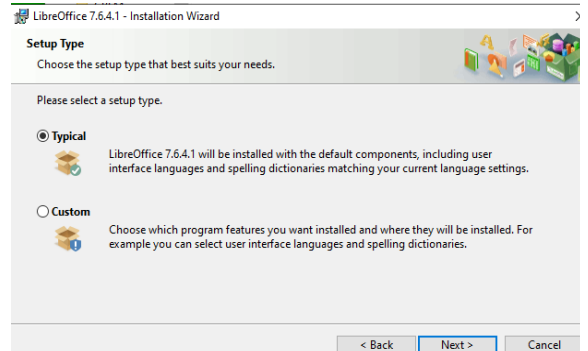 LibreOffice 7.6.4.1 - Installation Wizard
Setup Type
Choose the setup type that best suits your needs.
Please select a setup type.
Typical
LibreOffice 7.6.4.1 will be installed with the default components, including user
interface languages and spelling dictionaries matching your current language settings.
Custom
Choose which program features you want installed and where they will be installed. For
example you can select user interface languages and spelling dictionaries.
< Back Next > Cancel